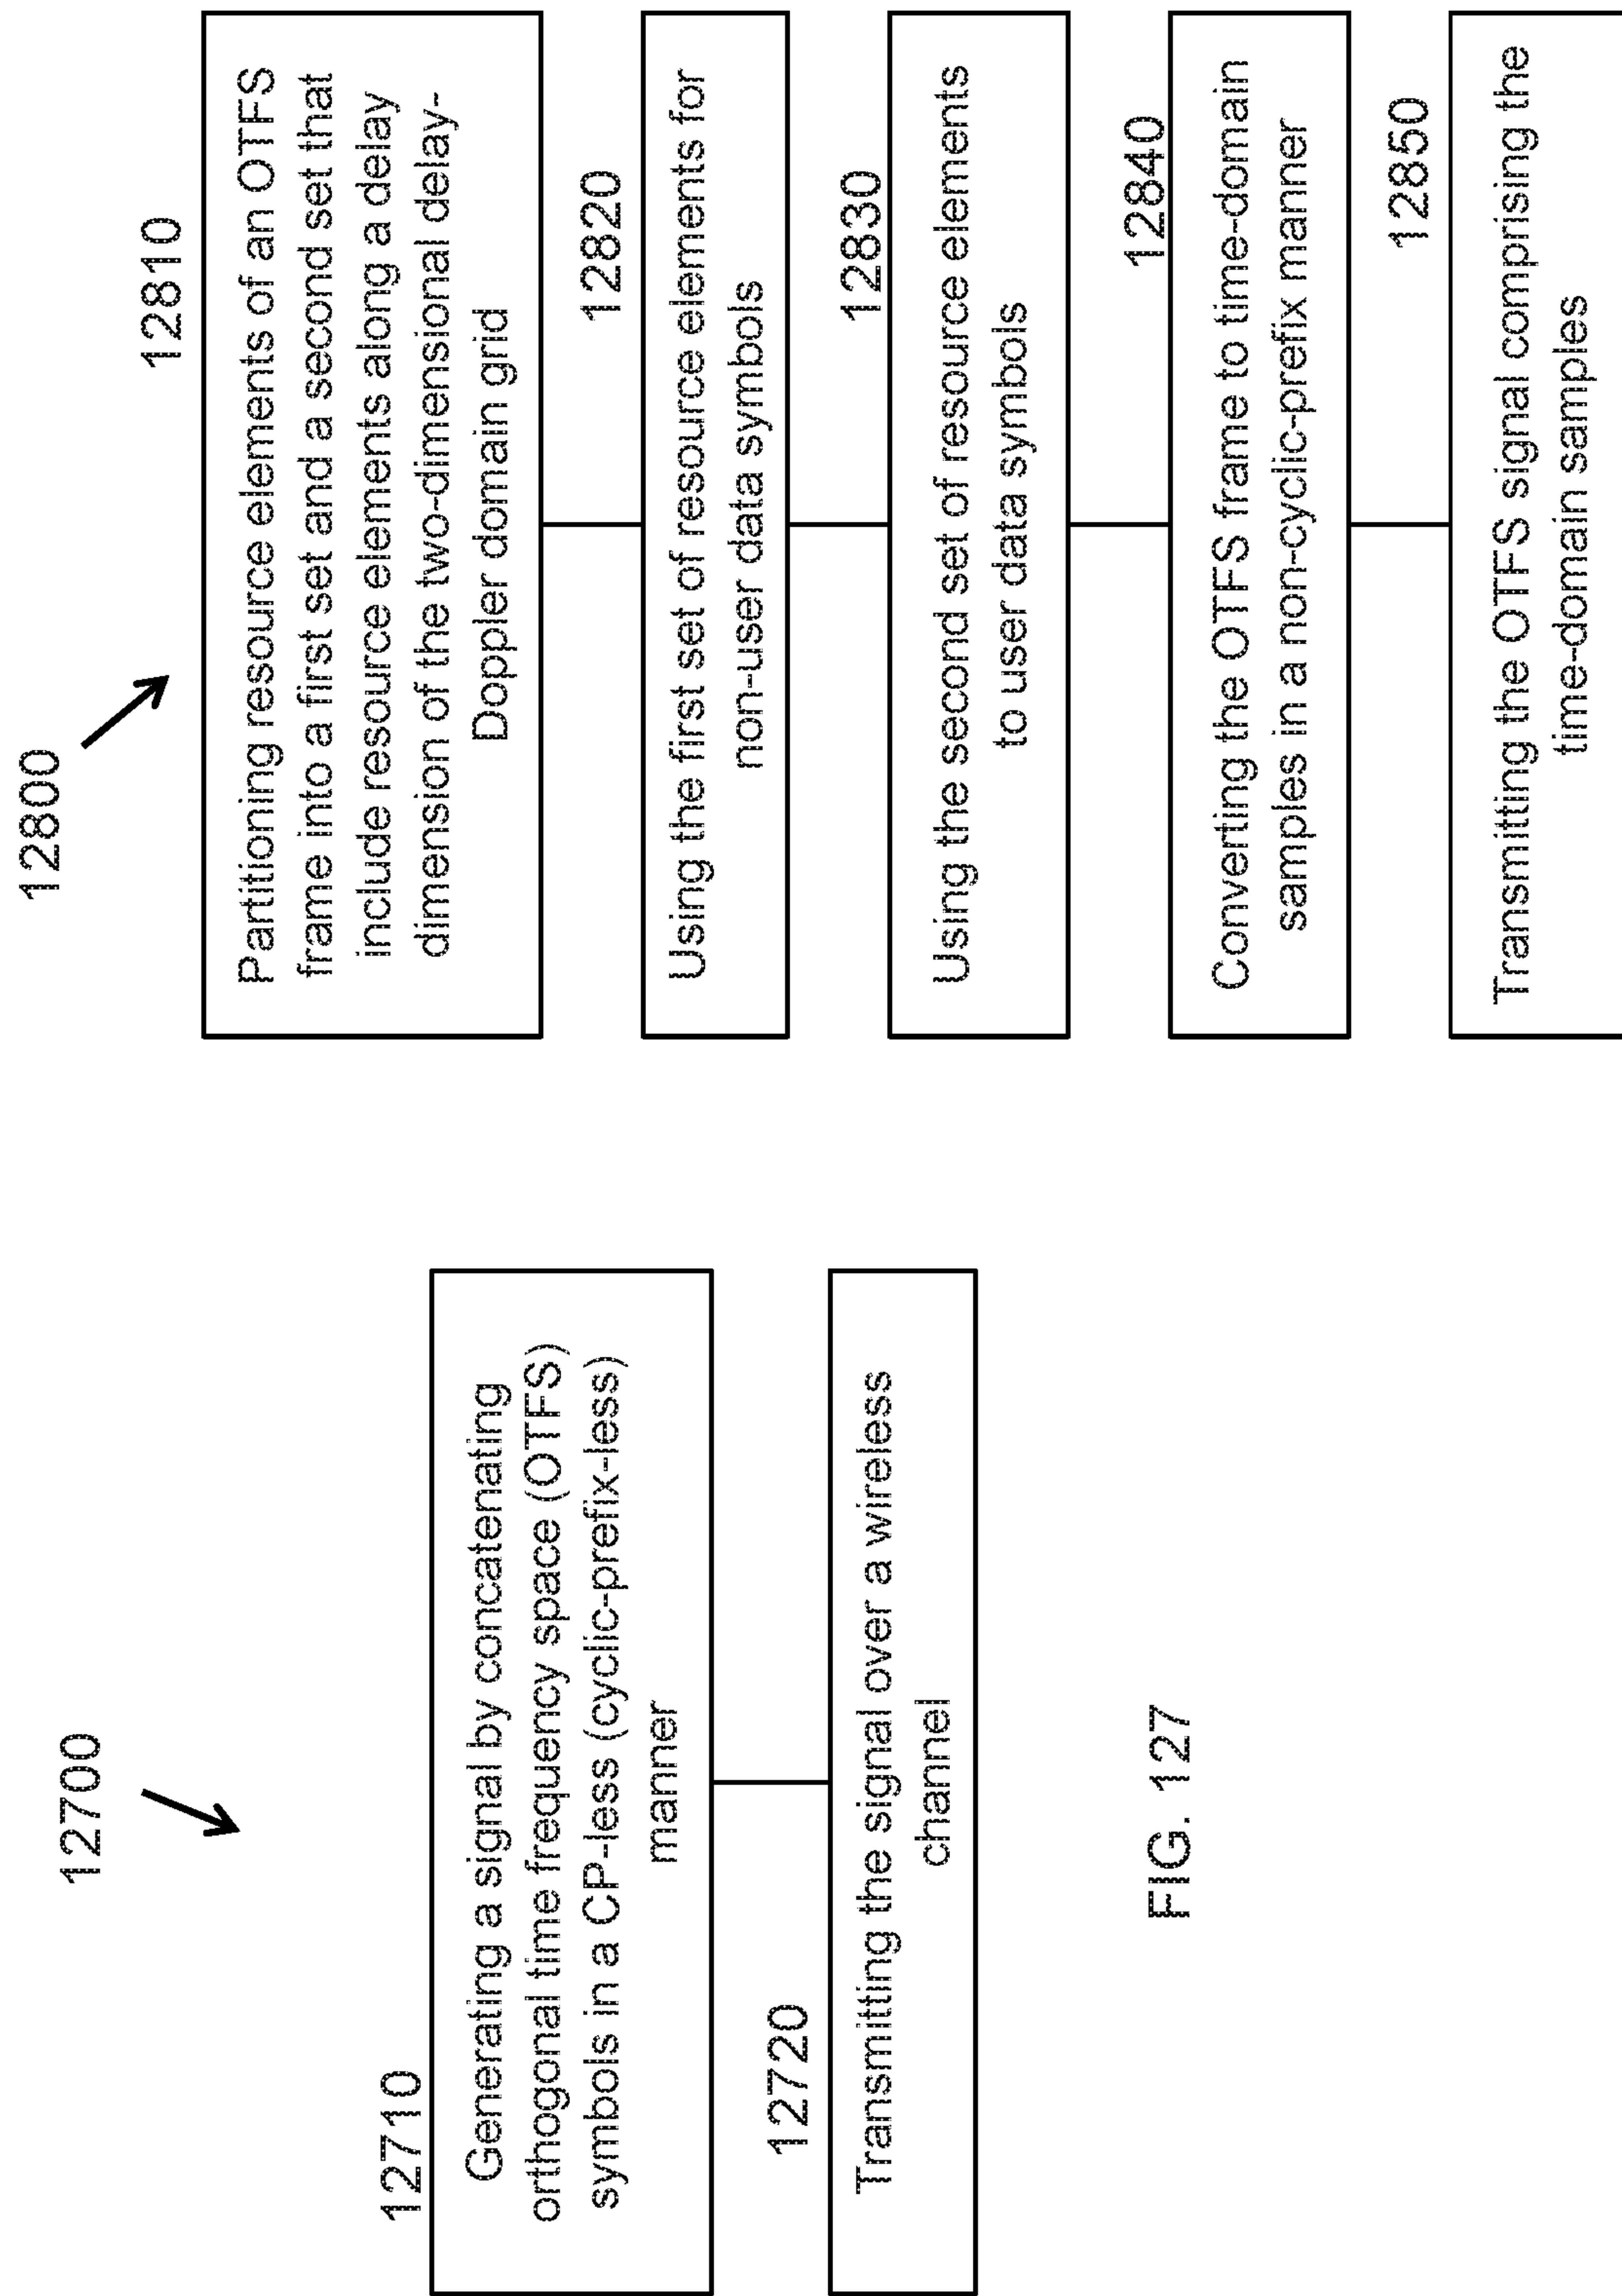 12700
12710
Generating a signal by concatenating
orthogonal time frequency space (OTFS)
symbols in a CP-less (cyclic-prefix-less)
manner
12720
Transmitting the signal over a wireless
channel
FIG. 127
12800
12810
Partitioning resource elements of an OTFS
frame into a first set and a second set that
include resource elements along a delay
dimension of the two-dimensional delay-
Doppler domain grid
12820
Using the first set of resource elements for
non-user data symbols
12830
Using the second set of resource elements
to user data symbols
12840
Converting the OTFS frame to time-domain
samples in a non-cyclic-prefix manner
12850
Transmitting the OTFS signal comprising the
time-domain samples